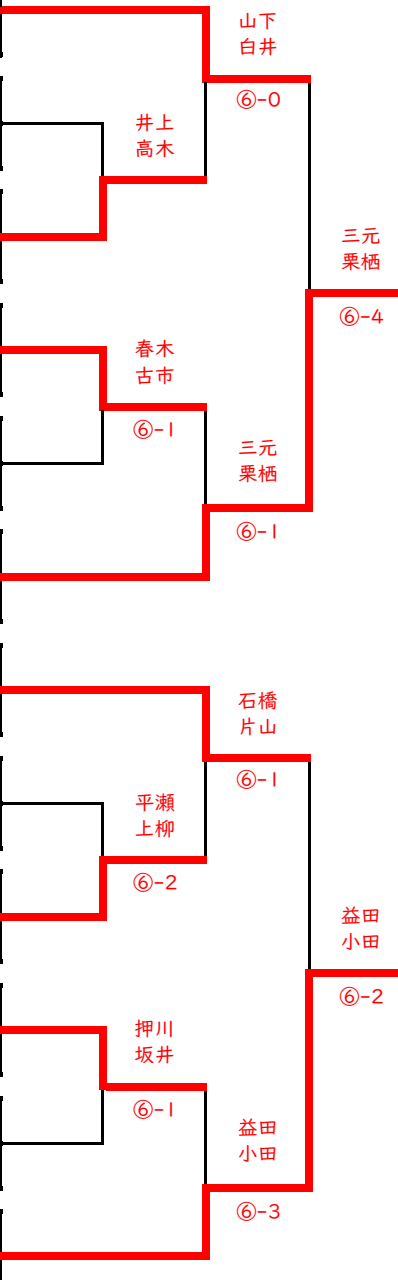 山下
白井
⑥-0
井上
高木
三元
栗栖
⑥-4
春木
古市
⑥-1
三元
栗栖
⑥-1
石橋
片山
⑥-1
平瀬
上柳
⑥-2
益田
小田
⑥-2
押川
坂井
⑥-1
益田
小田
⑥-3